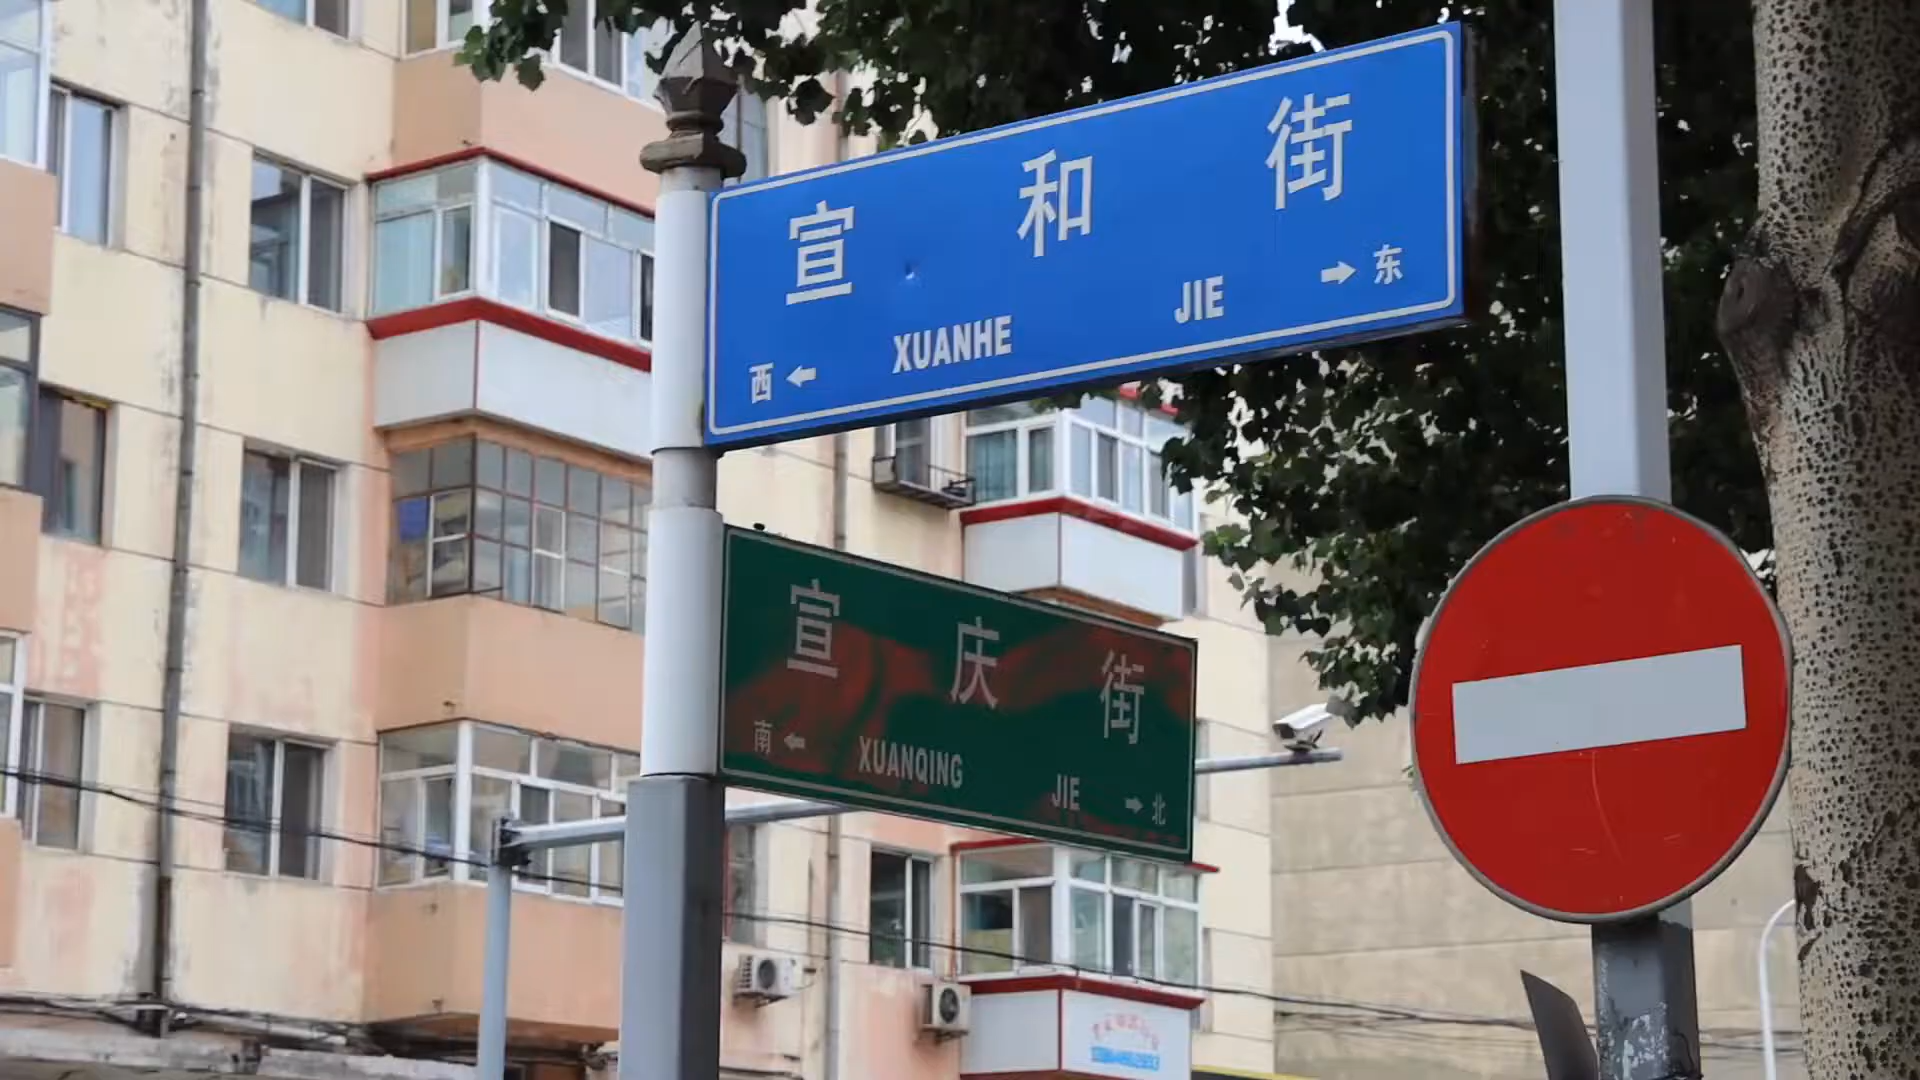 宣 和 街
西 ← XUANHE JIE → 东
宣 庆 街
南 ← XUANQING JIE → 北